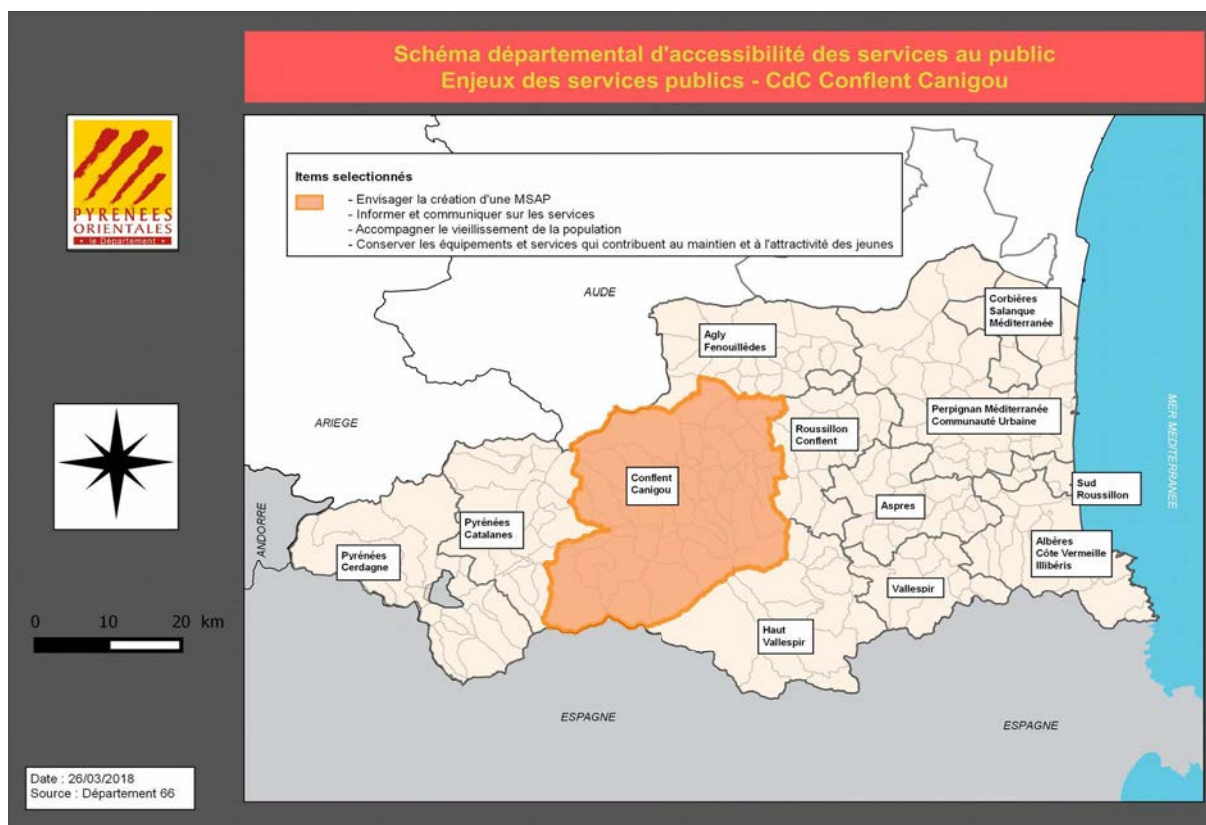 Schéma départemental d'accessibilité des services au public
Enjeux des services publics - CdC Conflent Canigou
PYRENEES
ORIENTALES
• le Département •
Items selectionnés
- Envisager la création d'une MSAP
- Informer et communiquer sur les services
- Accompagner le vieillissement de la population
- Conserver les équipements et services qui contribuent au maintien et à l'attractivité des jeunes
AUDE
Corbières
Salanque
Méditerranée
Agly
Fenouillèdes
ARIEGE
Perpignan Méditerranée
Communauté Urbaine
Roussillon
Conflent
MER MEDITERRANEE
Conflent
Canigou
Sud
Roussillon
Aspres
Pyrénées
Catalanes
ANDORRE
Albères
Côte Vermeille
Illibéris
Pyrénées
Cerdagne
Vallespir
0 10 20 km
Haut
Vallespir
ESPAGNE
ESPAGNE
Date : 26/03/2018
Source : Département 66